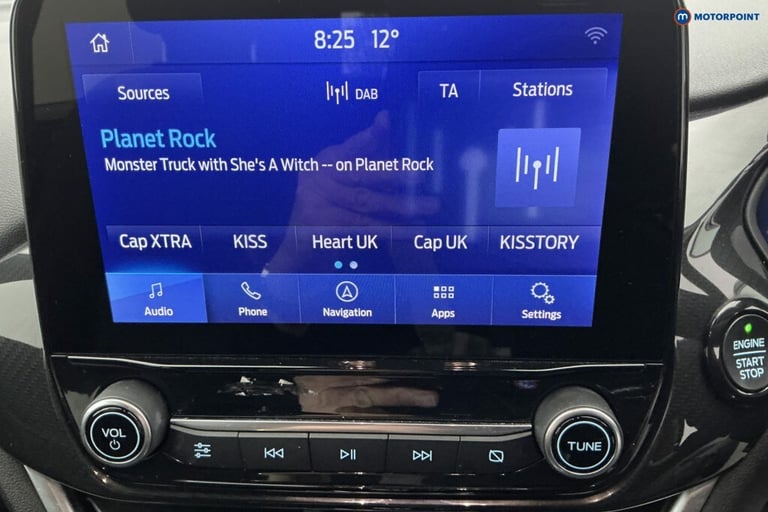 MOTORPOINT
8:25 12°
Sources DAB TA Stations
Planet Rock
Monster Truck with She's A Witch -- on Planet Rock
Cap XTRA KISS Heart UK Cap UK KISSTORY
Audio Phone Navigation Apps Settings
ENGINE
START
STOP
VOL
TUNE